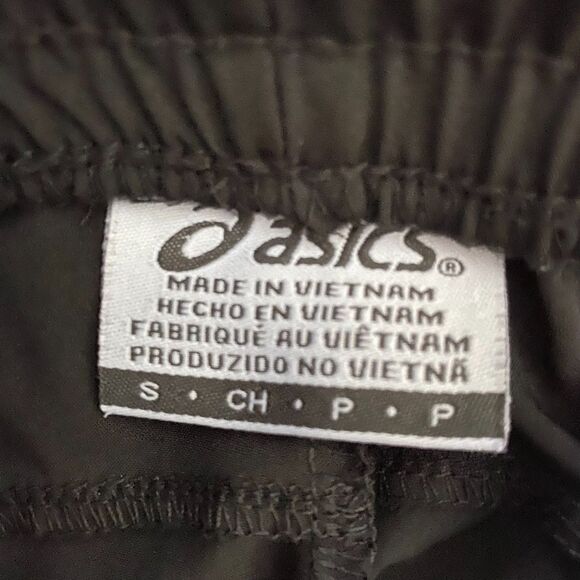 asics®
MADE IN VIETNAM
HECHO EN VIETNAM
FABRIQUÉ AU VIÊTNAM
PRODUZIDO NO VIETNÃ
S • CH • P • P